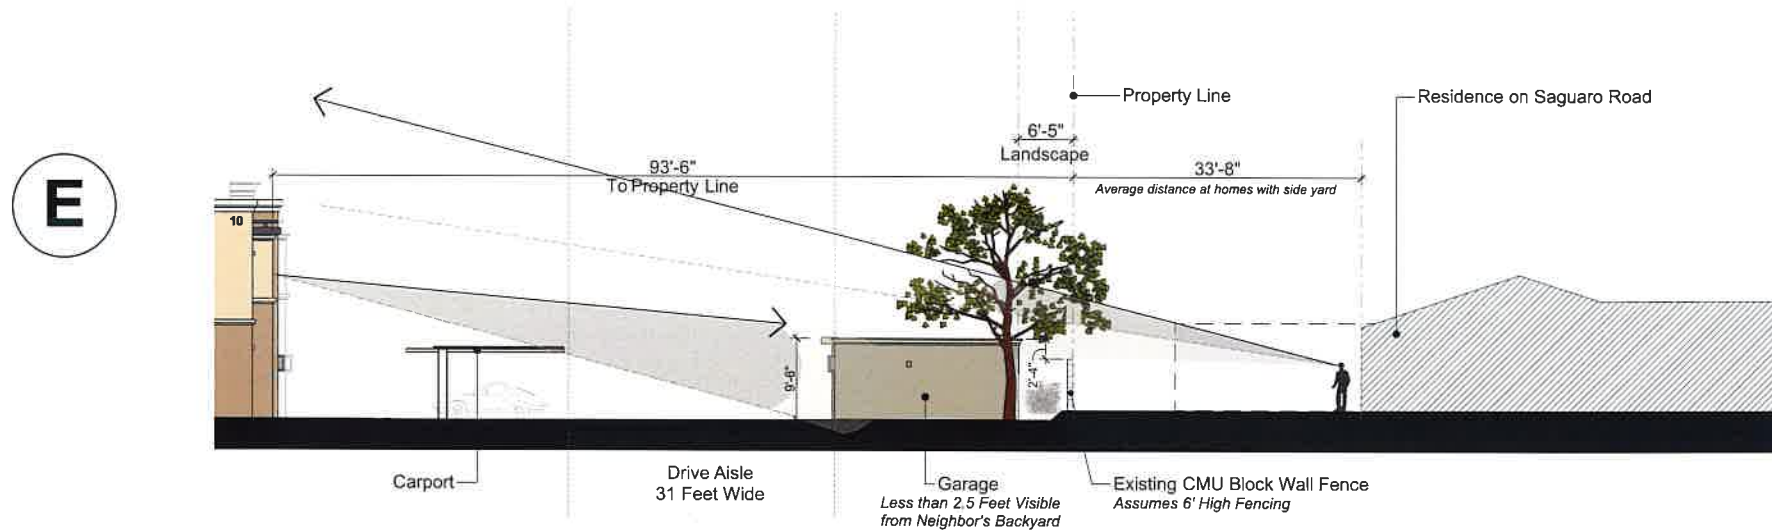 E
Property Line
Residence on Saguaro Road
6'-5"
Landscape
93'-6"
To Property Line
33'-8"
Average distance at homes with side yard
10
9'-6"
2'-4"
Carport
Drive Aisle
31 Feet Wide
Garage
Less than 2.5 Feet Visible
from Neighbor's Backyard
Existing CMU Block Wall Fence
Assumes 6' High Fencing